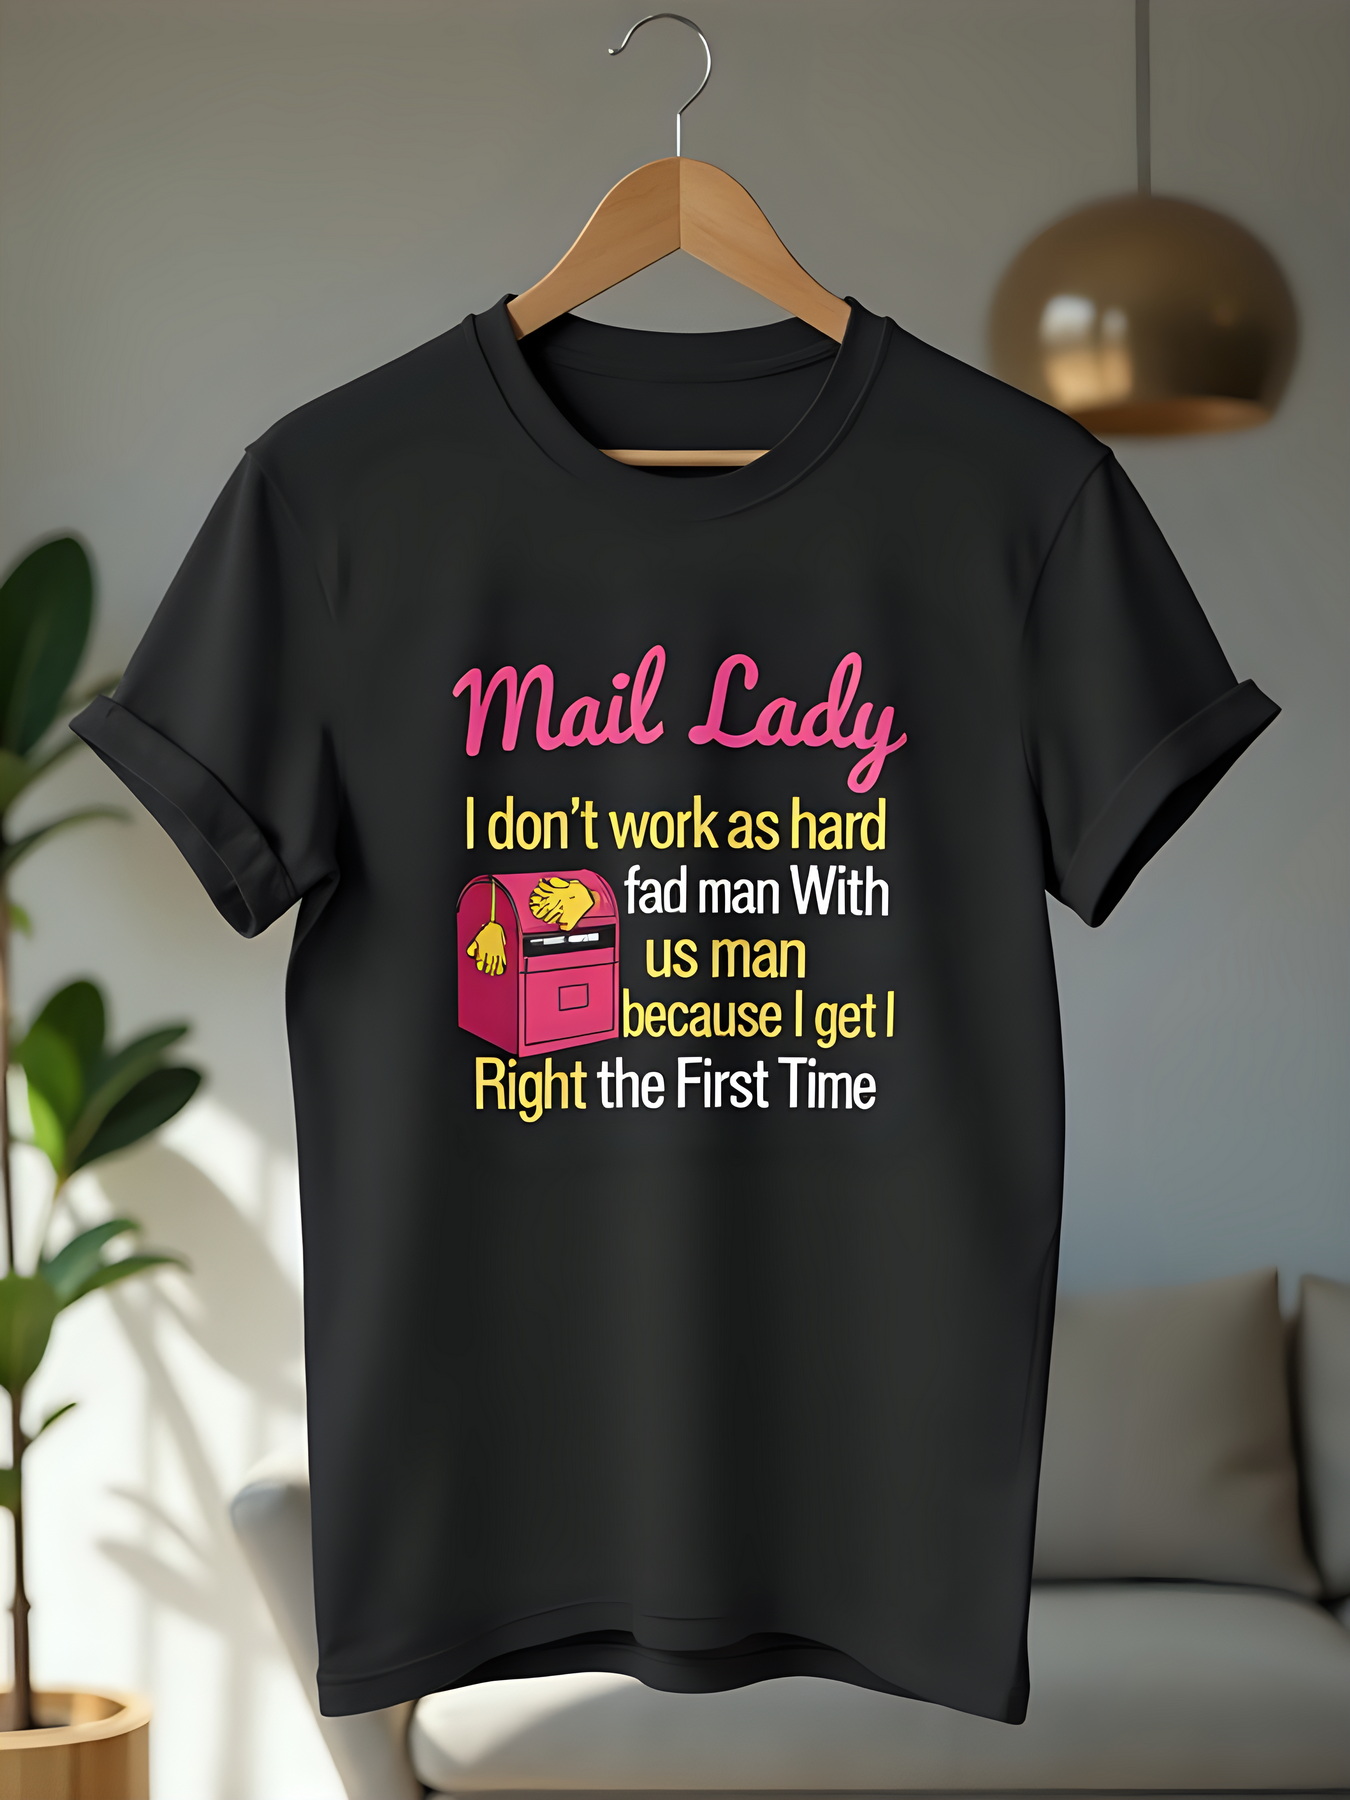 Mail Lady
I don't work as hard
fad man With
us man
because I get I
Right the First Time